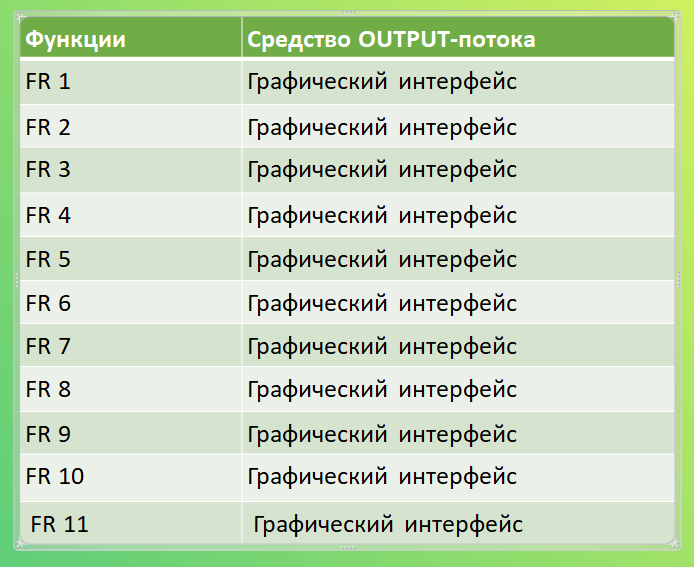 Функции Средство OUTPUT-потока
FR 1 Графический интерфейс
FR 2 Графический интерфейс
FR 3 Графический интерфейс
FR 4 Графический интерфейс
FR 5 Графический интерфейс
FR 6 Графический интерфейс
FR 7 Графический интерфейс
FR 8 Графический интерфейс
FR 9 Графический интерфейс
FR 10 Графический интерфейс
FR 11 Графический интерфейс